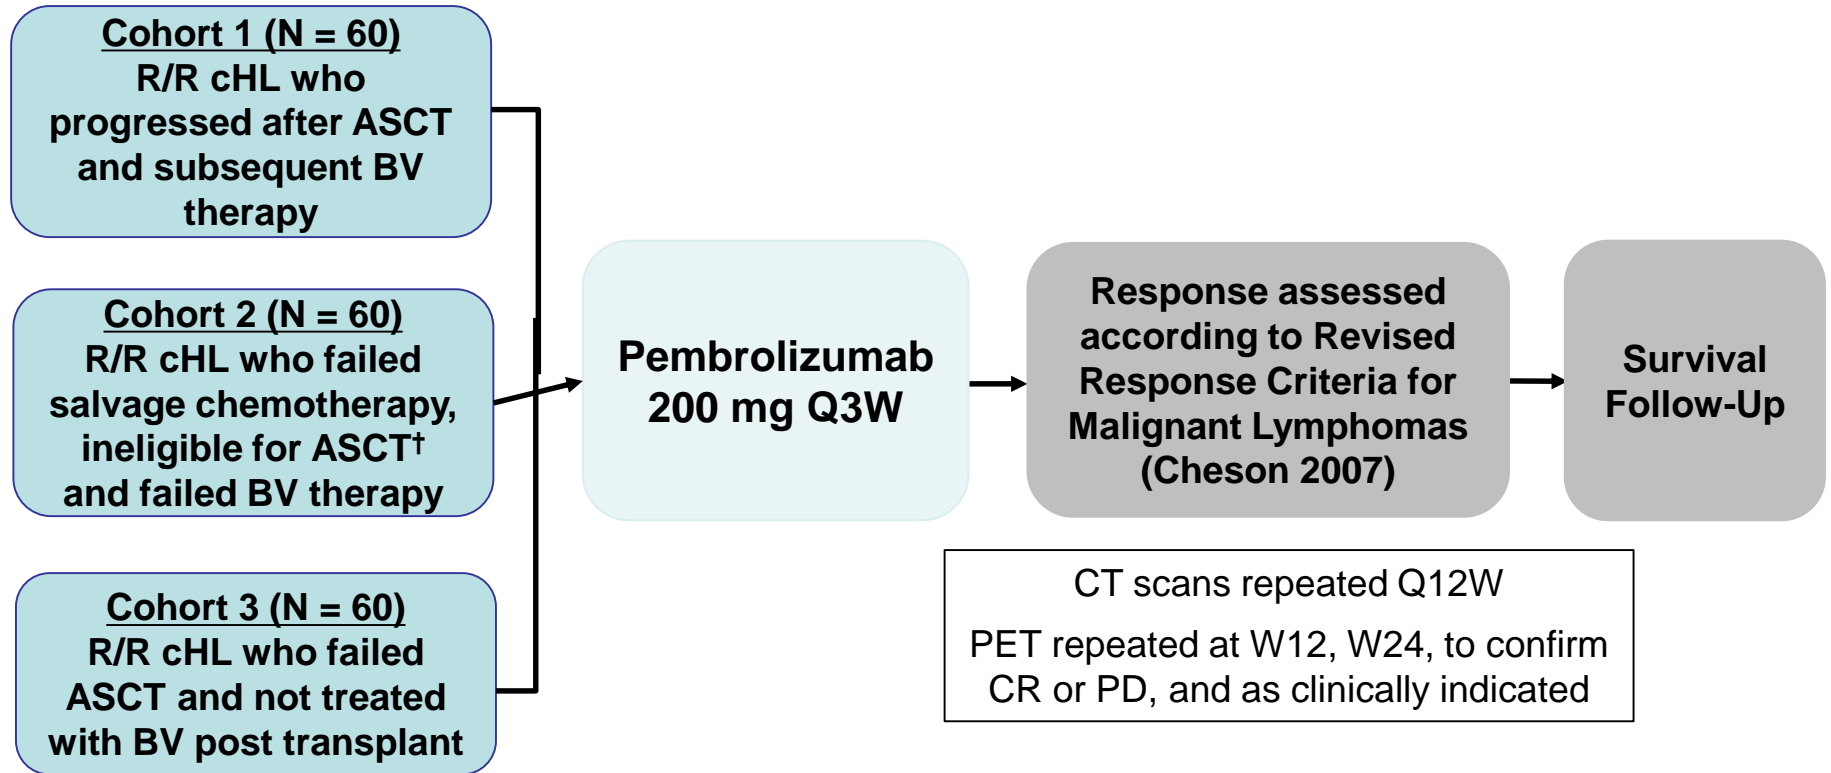 Cohort 1 (N = 60)
R/R cHL who
progressed after ASCT
and subsequent BV
therapy
Cohort 2 (N = 60)
R/R cHL who failed
salvage chemotherapy,
ineligible for ASCT†
and failed BV therapy
Cohort 3 (N = 60)
R/R cHL who failed
ASCT and not treated
with BV post transplant
Pembrolizumab
200 mg Q3W
Response assessed
according to Revised
Response Criteria for
Malignant Lymphomas
(Cheson 2007)
Survival
Follow-Up
CT scans repeated Q12W
PET repeated at W12, W24, to confirm
CR or PD, and as clinically indicated